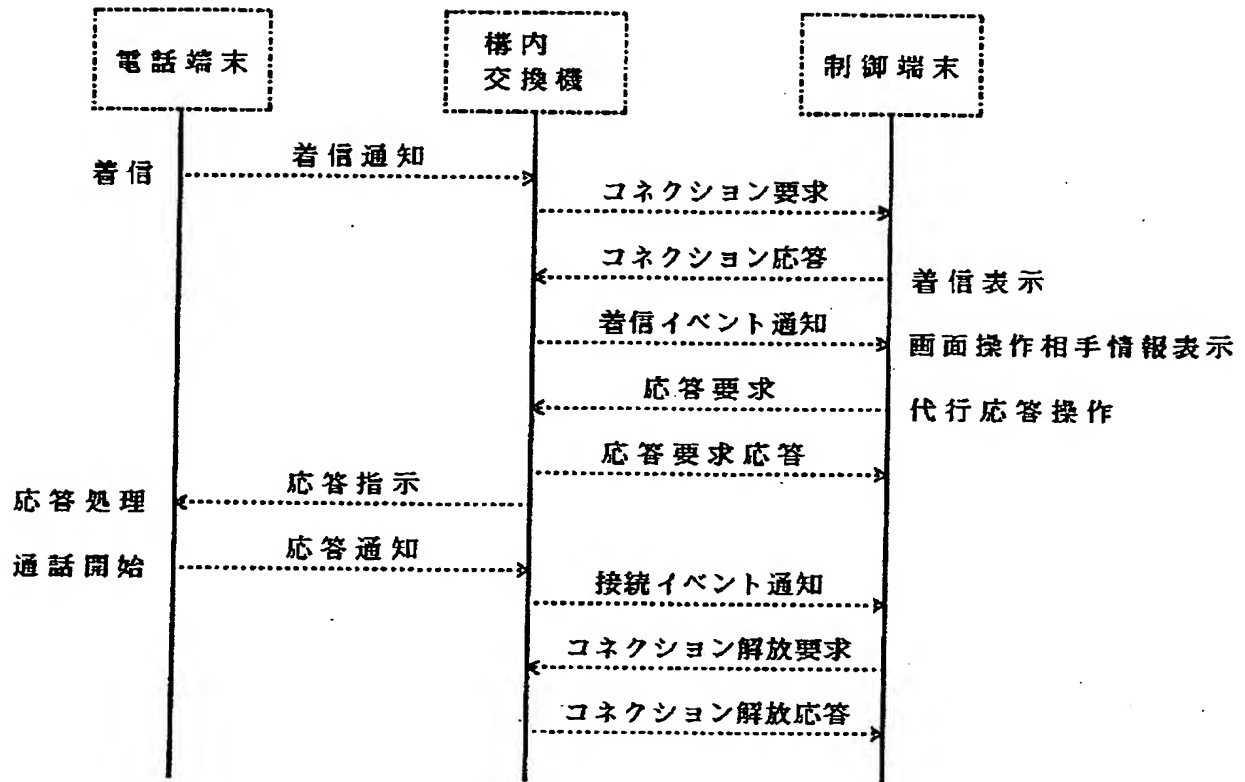 電話端末
構内
交換機
制御端末
着信
着信通知
コネクション要求
コネクション応答
着信表示
着信イベント通知
画面操作相手情報表示
応答要求
代行応答操作
応答要求応答
応答処理
応答指示
通話開始
応答通知
接続イベント通知
コネクション解放要求
コネクション解放応答